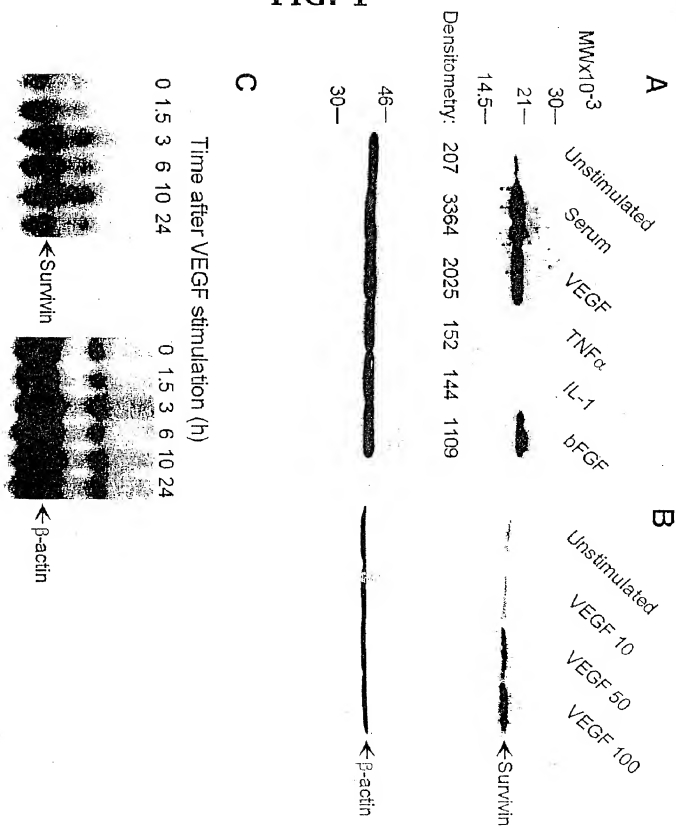 FIG. 1
A
MWx10-3
30–
21–
14.5–
Unstimulated
Serum
VEGF
TNFα
IL-1
bFGF
Densitometry: 207 3364 2025 152 144 1109
46–
30–
B
Unstimulated
VEGF 10
VEGF 50
VEGF 100
←Survivin
←β-actin
C
Time after VEGF stimulation (h)
0 1.5 3 6 10 24
0 1.5 3 6 10 24
←Survivin
←β-actin